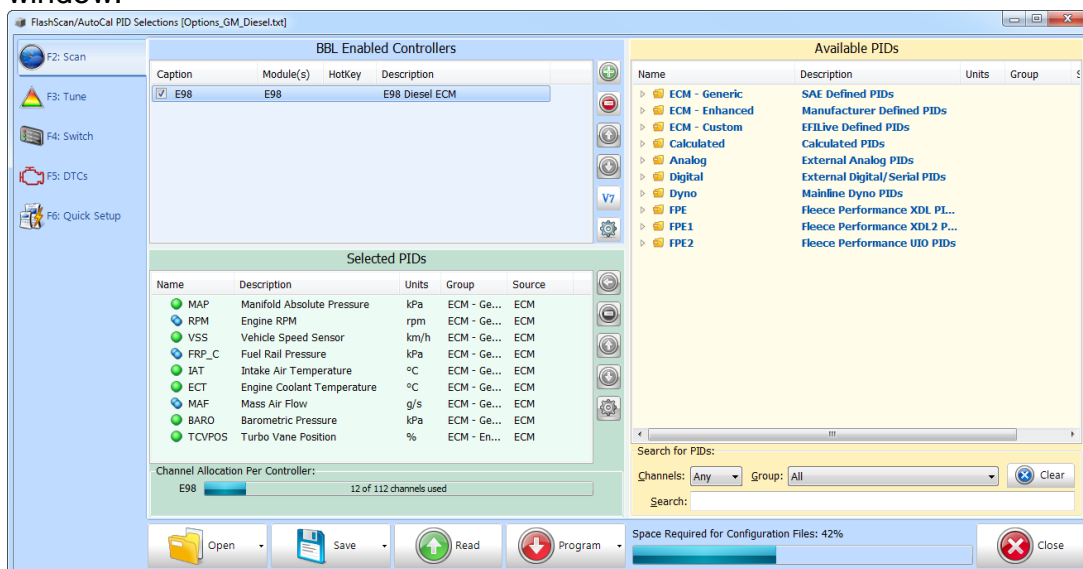 window.
FlashScan/AutoCal PID Selections [Options_GM_Diesel.txt]
F2: Scan
F3: Tune
F4: Switch
F5: DTCs
F6: Quick Setup
BBL Enabled Controllers
Caption Module(s) HotKey Description
E98 E98 E98 Diesel ECM
V7
Selected PIDs
Name Description Units Group Source
MAP Manifold Absolute Pressure kPa ECM - Ge... ECM
RPM Engine RPM rpm ECM - Ge... ECM
VSS Vehicle Speed Sensor km/h ECM - Ge... ECM
FRP_C Fuel Rail Pressure kPa ECM - Ge... ECM
IAT Intake Air Temperature °C ECM - Ge... ECM
ECT Engine Coolant Temperature °C ECM - Ge... ECM
MAF Mass Air Flow g/s ECM - Ge... ECM
BARO Barometric Pressure kPa ECM - Ge... ECM
TCVPOS Turbo Vane Position % ECM - En... ECM
Channel Allocation Per Controller:
E98 12 of 112 channels used
Available PIDs
Name Description Units Group S
ECM - Generic SAE Defined PIDs
ECM - Enhanced Manufacturer Defined PIDs
ECM - Custom EFILive Defined PIDs
Calculated Calculated PIDs
Analog External Analog PIDs
Digital External Digital/Serial PIDs
Dyno Mainline Dyno PIDs
FPE Fleece Performance XDL PI...
FPE1 Fleece Performance XDL2 P...
FPE2 Fleece Performance UIO PIDs
Search for PIDs:
Channels: Any Group: All Clear
Search:
Open Save Read Program
Space Required for Configuration Files: 42%
Close